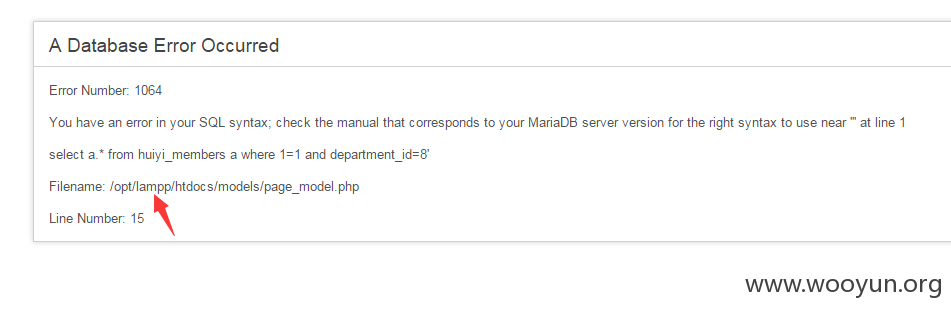 A Database Error Occurred
Error Number: 1064
You have an error in your SQL syntax; check the manual that corresponds to your MariaDB server version for the right syntax to use near ''' at line 1
select a.* from huiyi_members a where 1=1 and department_id=8'
Filename: /opt/lampp/htdocs/models/page_model.php
Line Number: 15
www.wooyun.org